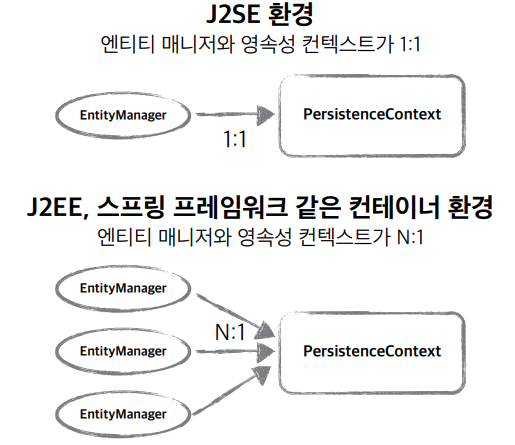 J2SE 환경
엔티티 매니저와 영속성 컨텍스트가 1:1
EntityManager
1:1
PersistenceContext
J2EE, 스프링 프레임워크 같은 컨테이너 환경
엔티티 매니저와 영속성 컨텍스트가 N:1
EntityManager
N:1
EntityManager
PersistenceContext
EntityManager